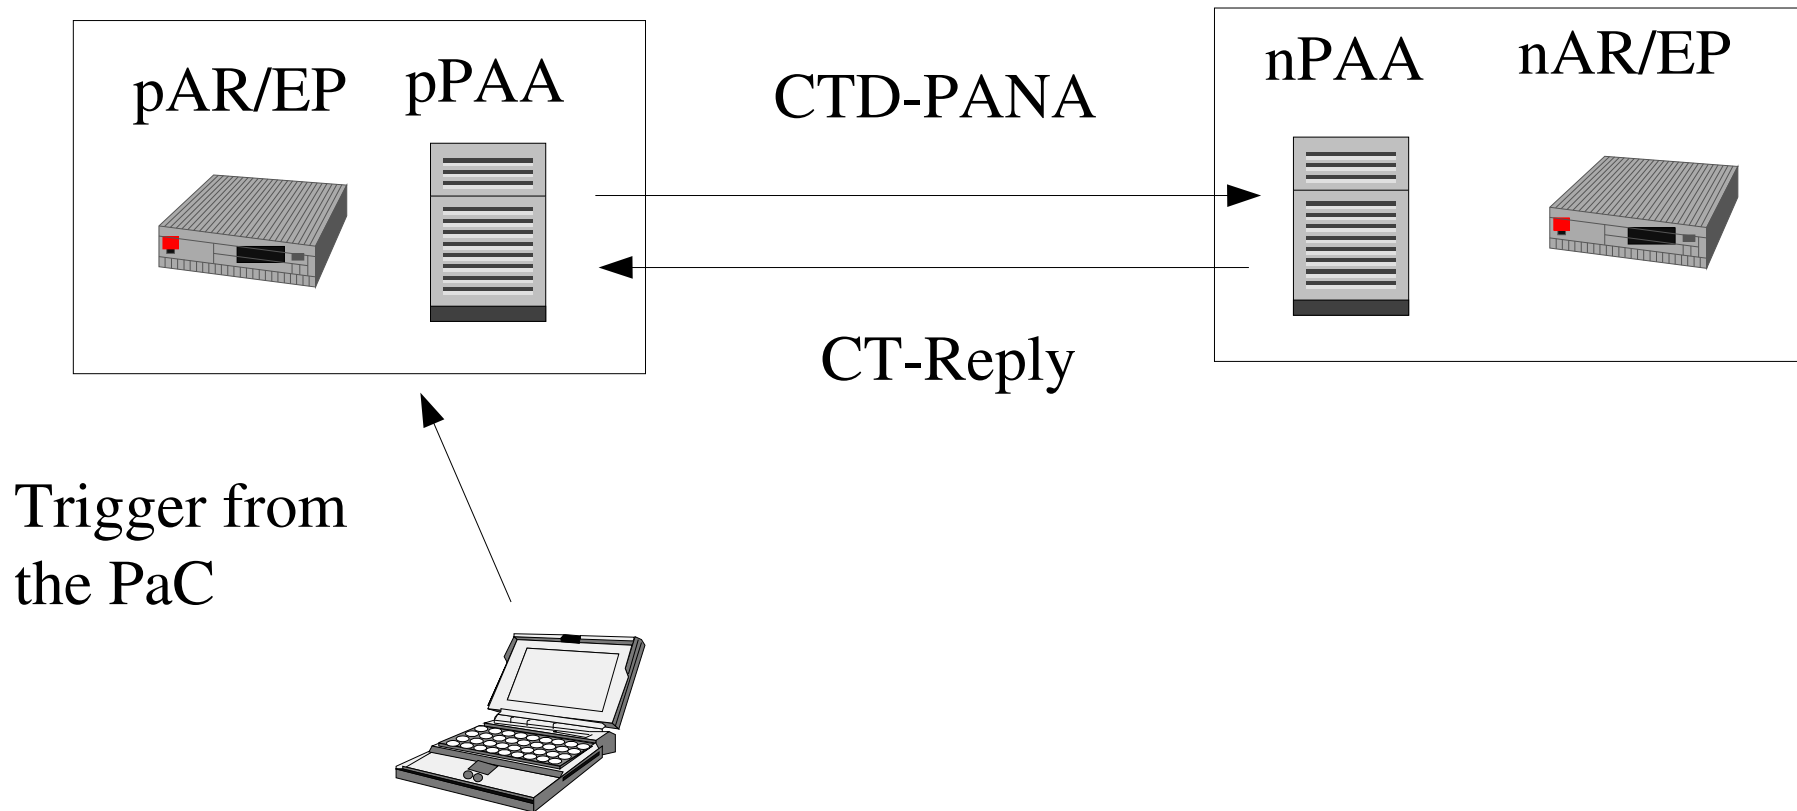 pAR/EP
pPAA
CTD-PANA
nPAA
nAR/EP
CT-Reply
Trigger from
the PaC